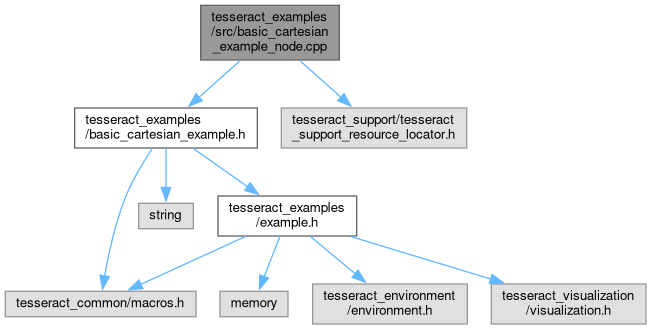 tesseract_examples
/src/basic_cartesian
_example_node.cpp
tesseract_examples
/basic_cartesian_example.h
tesseract_support/tesseract
_support_resource_locator.h
string
tesseract_examples
/example.h
tesseract_common/macros.h
memory
tesseract_environment
/environment.h
tesseract_visualization
/visualization.h